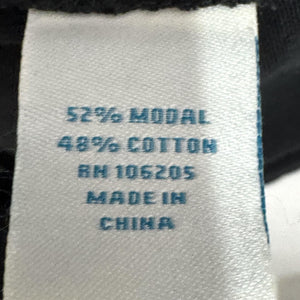 52% MODAL
48% COTTON
RN 106205
MADE IN
CHINA